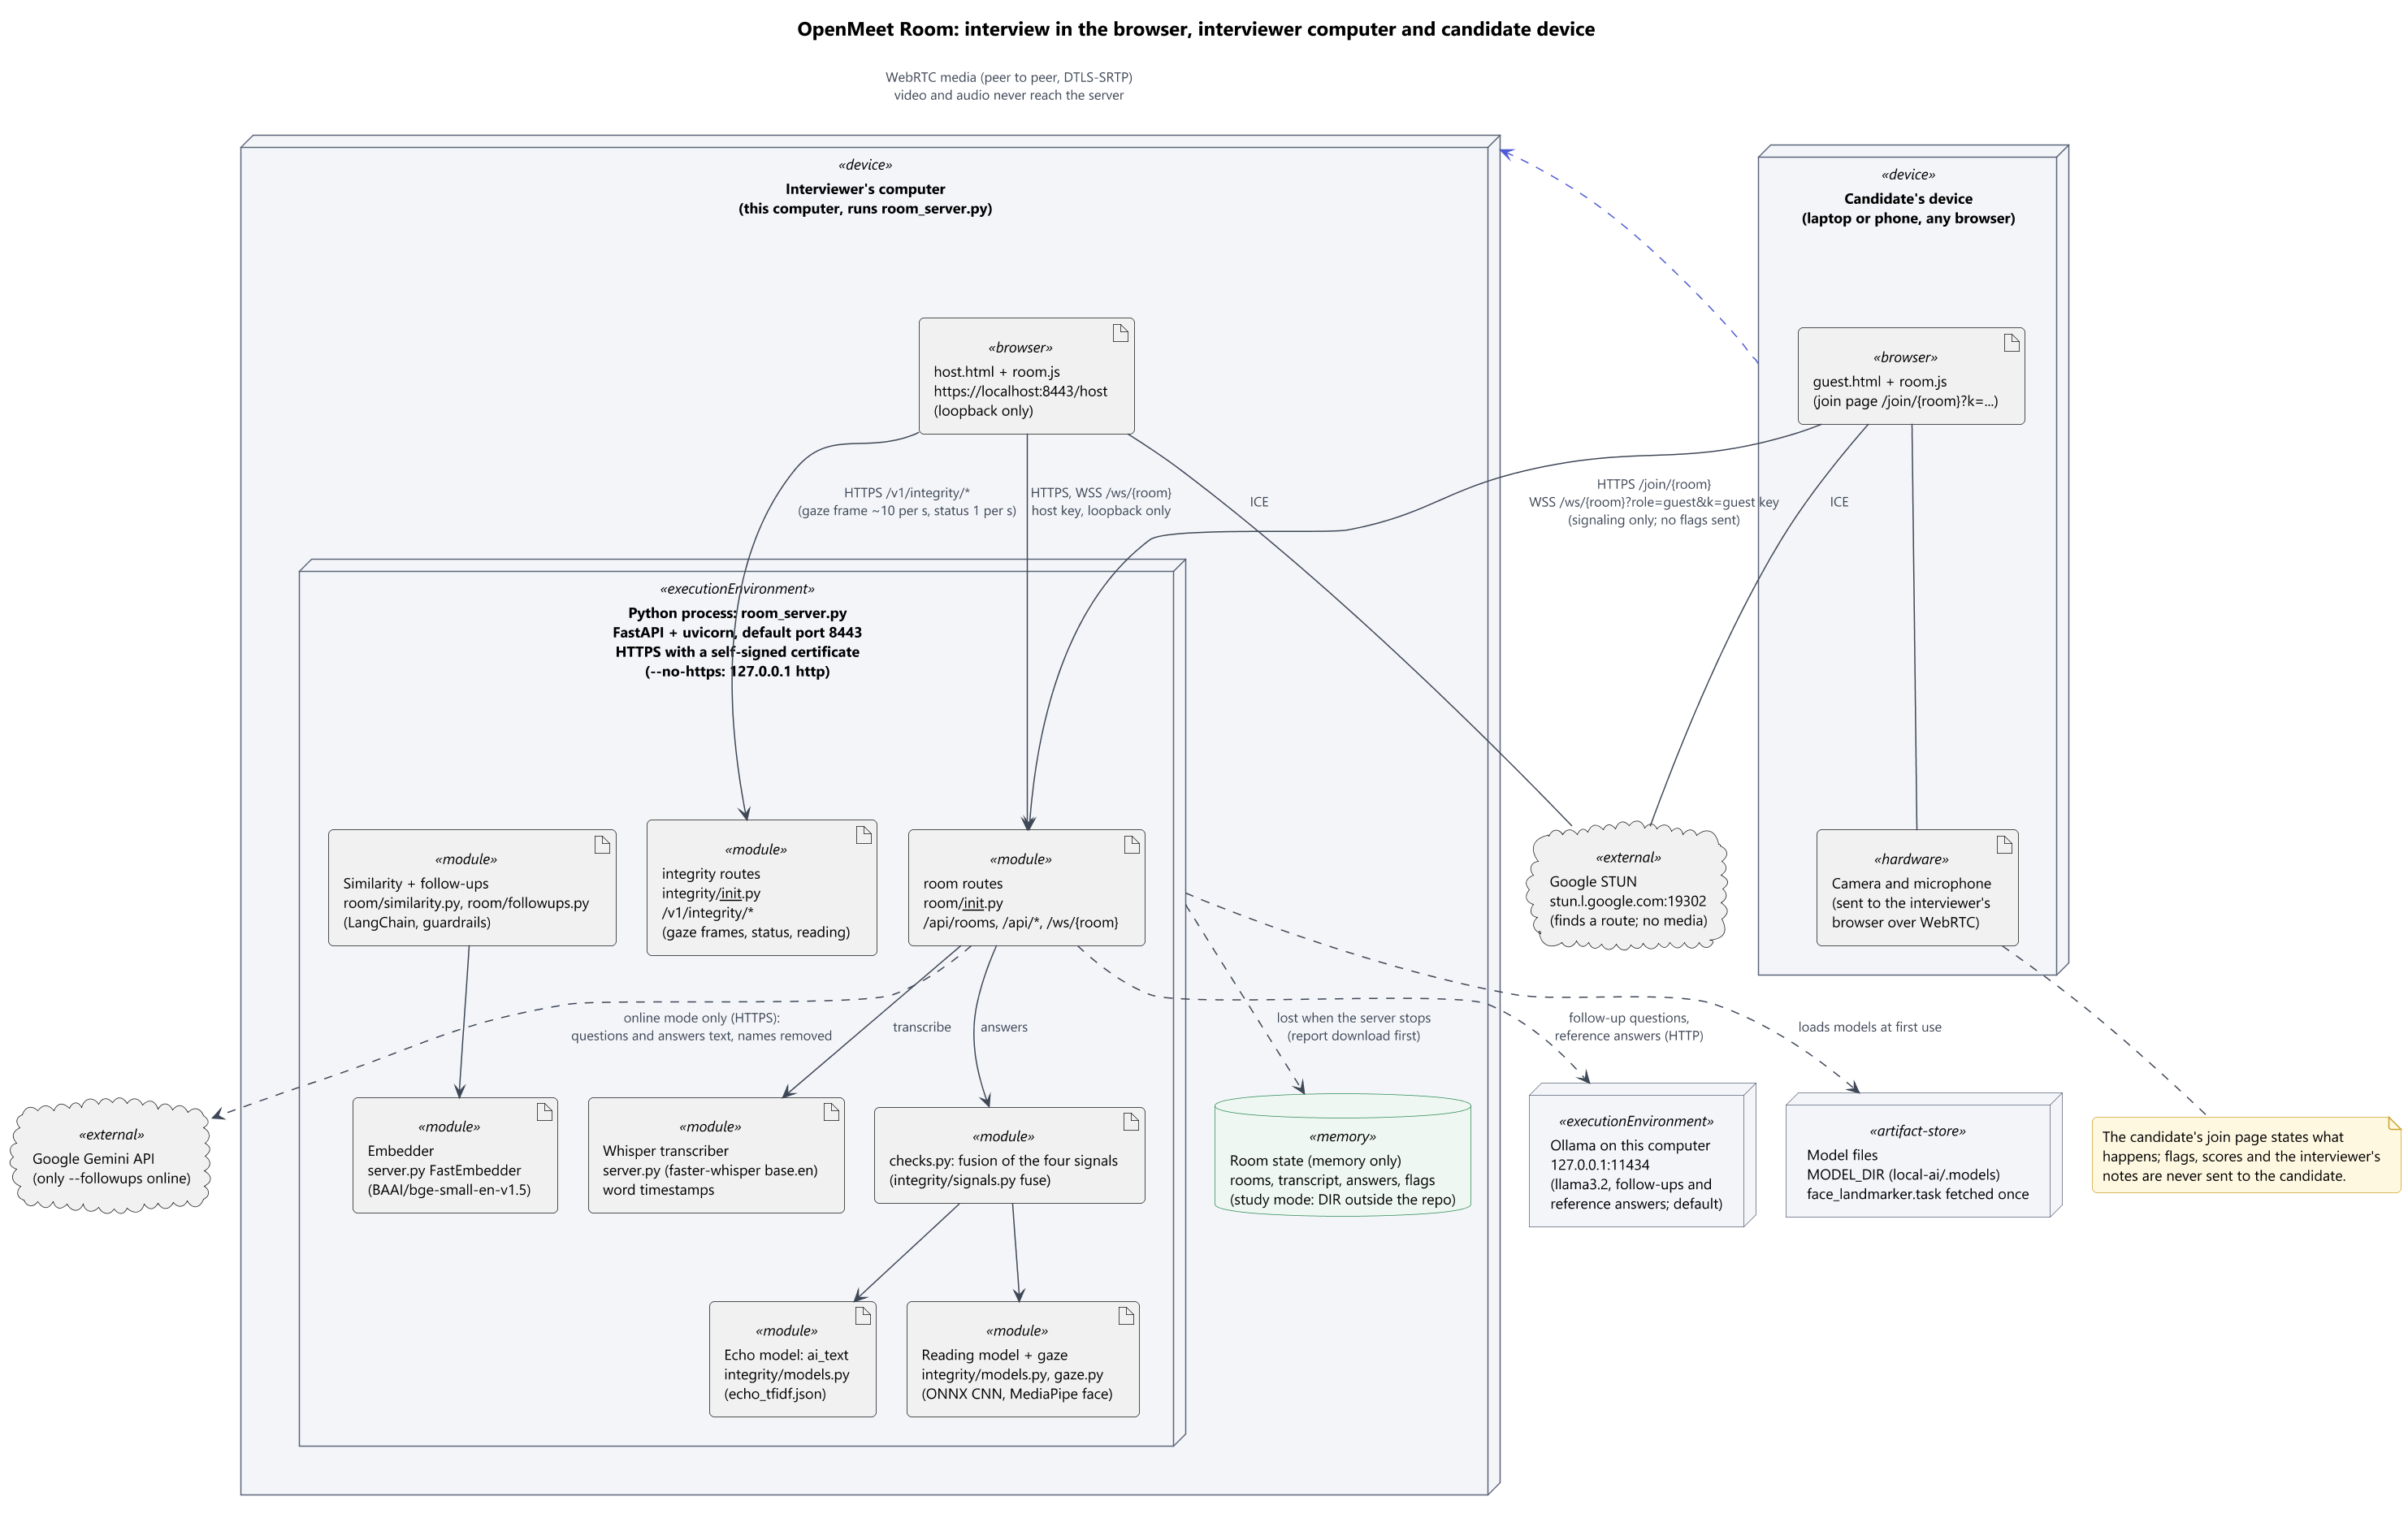 OpenMeet Room: interview in the browser, interviewer computer and candidate device
WebRTC media (peer to peer, DTLS-SRTP)
video and audio never reach the server
«device»
Interviewer's computer
(this computer, runs room_server.py)
«device»
Candidate's device
(laptop or phone, any browser)
«browser»
host.html + room.js
https://localhost:8443/host
(loopback only)
«browser»
guest.html + room.js
(join page /join/{room}?k=...)
HTTPS /v1/integrity/*
(gaze frame ~10 per s, status 1 per s)
HTTPS, WSS /ws/{room}
host key, loopback only
ICE
HTTPS /join/{room}
WSS /ws/{room}?role=guest&k=guest key
(signaling only; no flags sent)
ICE
«executionEnvironment»
Python process: room_server.py
FastAPI + uvicorn, default port 8443
HTTPS with a self-signed certificate
(--no-https: 127.0.0.1 http)
«module»
Similarity + follow-ups
room/similarity.py, room/followups.py
(LangChain, guardrails)
«module»
integrity routes
integrity/init.py
/v1/integrity/*
(gaze frames, status, reading)
«module»
room routes
room/init.py
/api/rooms, /api/*, /ws/{room}
«external»
Google STUN
stun.l.google.com:19302
(finds a route; no media)
«hardware»
Camera and microphone
(sent to the interviewer's
browser over WebRTC)
online mode only (HTTPS):
questions and answers text, names removed
transcribe
answers
lost when the server stops
(report download first)
follow-up questions,
reference answers (HTTP)
loads models at first use
«external»
Google Gemini API
(only --followups online)
«module»
Embedder
server.py FastEmbedder
(BAAI/bge-small-en-v1.5)
«module»
Whisper transcriber
server.py (faster-whisper base.en)
word timestamps
«module»
checks.py: fusion of the four signals
(integrity/signals.py fuse)
«memory»
Room state (memory only)
rooms, transcript, answers, flags
(study mode: DIR outside the repo)
«executionEnvironment»
Ollama on this computer
127.0.0.1:11434
(llama3.2, follow-ups and
reference answers; default)
«artifact-store»
Model files
MODEL_DIR (local-ai/.models)
face_landmarker.task fetched once
The candidate's join page states what
happens; flags, scores and the interviewer's
notes are never sent to the candidate.
«module»
Echo model: ai_text
integrity/models.py
(echo_tfidf.json)
«module»
Reading model + gaze
integrity/models.py, gaze.py
(ONNX CNN, MediaPipe face)